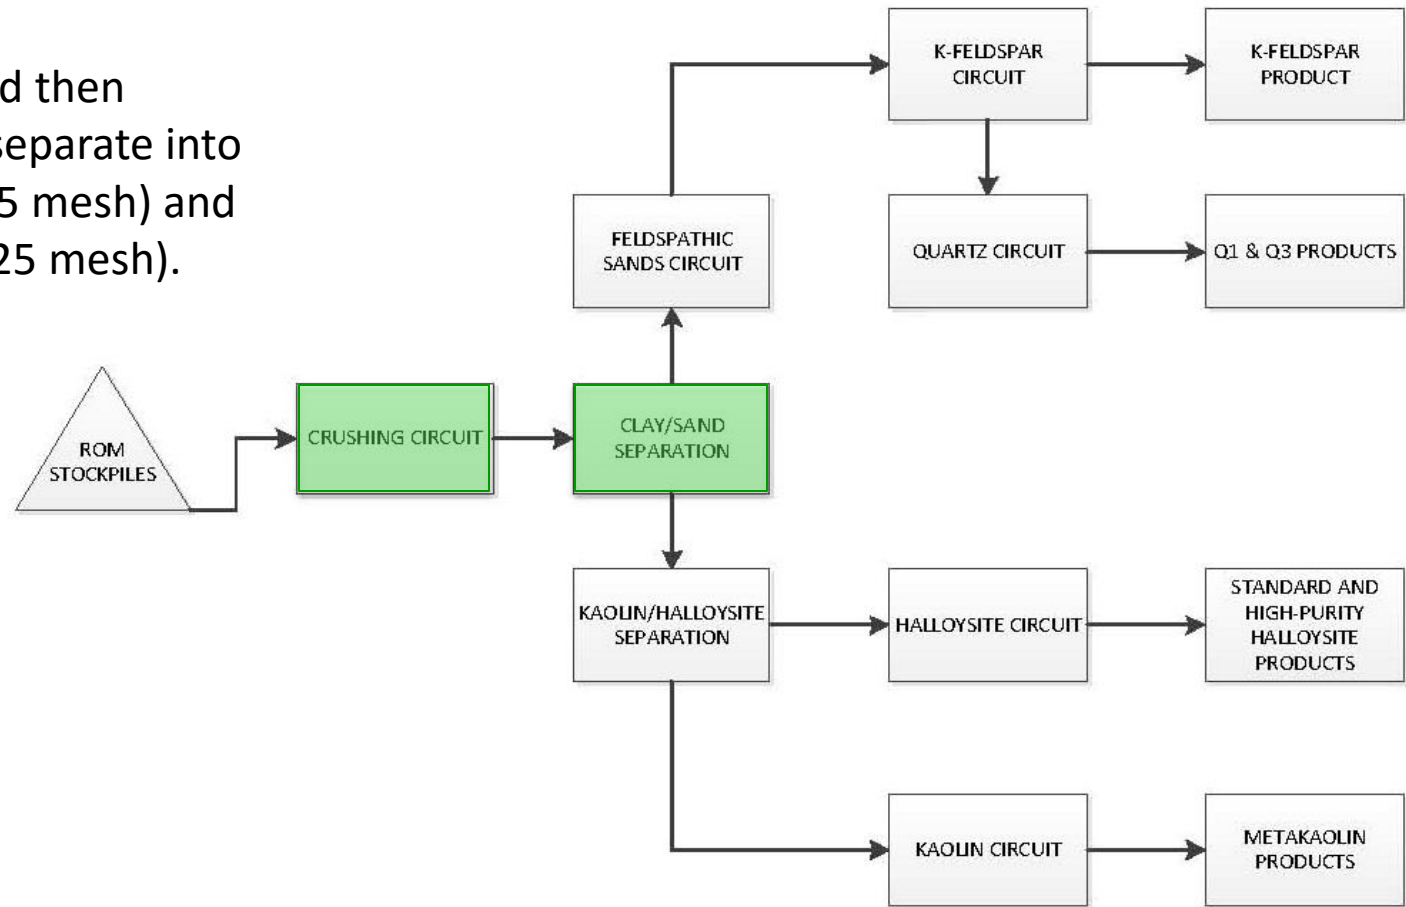 d then
separate into
5 mesh) and
25 mesh).
K-FELDSPAR
CIRCUIT
K-FELDSPAR
PRODUCT
FELDSPATHIC
SANDS CIRCUIT
QUARTZ CIRCUIT
Q1 & Q3 PRODUCTS
ROM
STOCKPILES
CRUSHING CIRCUIT
CLAY/SAND
SEPARATION
KAOLIN/HALLOYSITE
SEPARATION
HALLOYSITE CIRCUIT
STANDARD AND
HIGH-PURITY
HALLOYSITE
PRODUCTS
KAOLIN CIRCUIT
METAKAOLIN
PRODUCTS